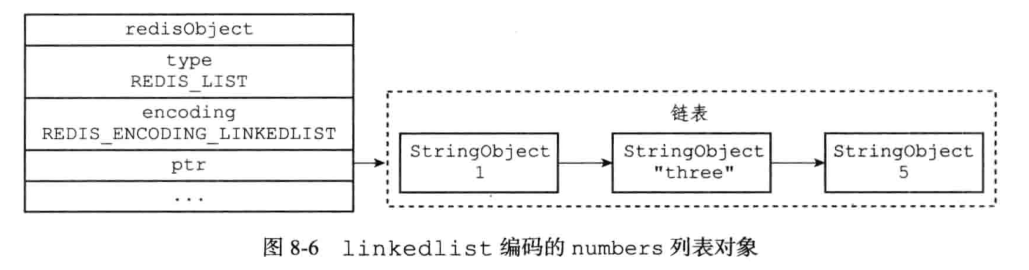 redisObject
type
REDIS_LIST
encoding
REDIS_ENCODING_LINKEDLIST
ptr
...
链表
StringObject
1
StringObject
"three"
StringObject
5
图 8-6 linkedlist 编码的 numbers 列表对象